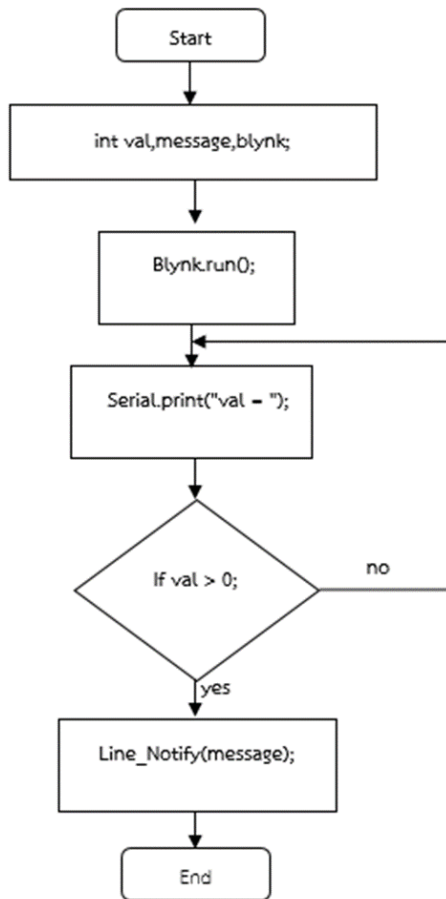 Start
int val,message,blynk;
Blynk.run();
Serial.print("val = ");
If val > 0;
no
yes
Line_Notify(message);
End